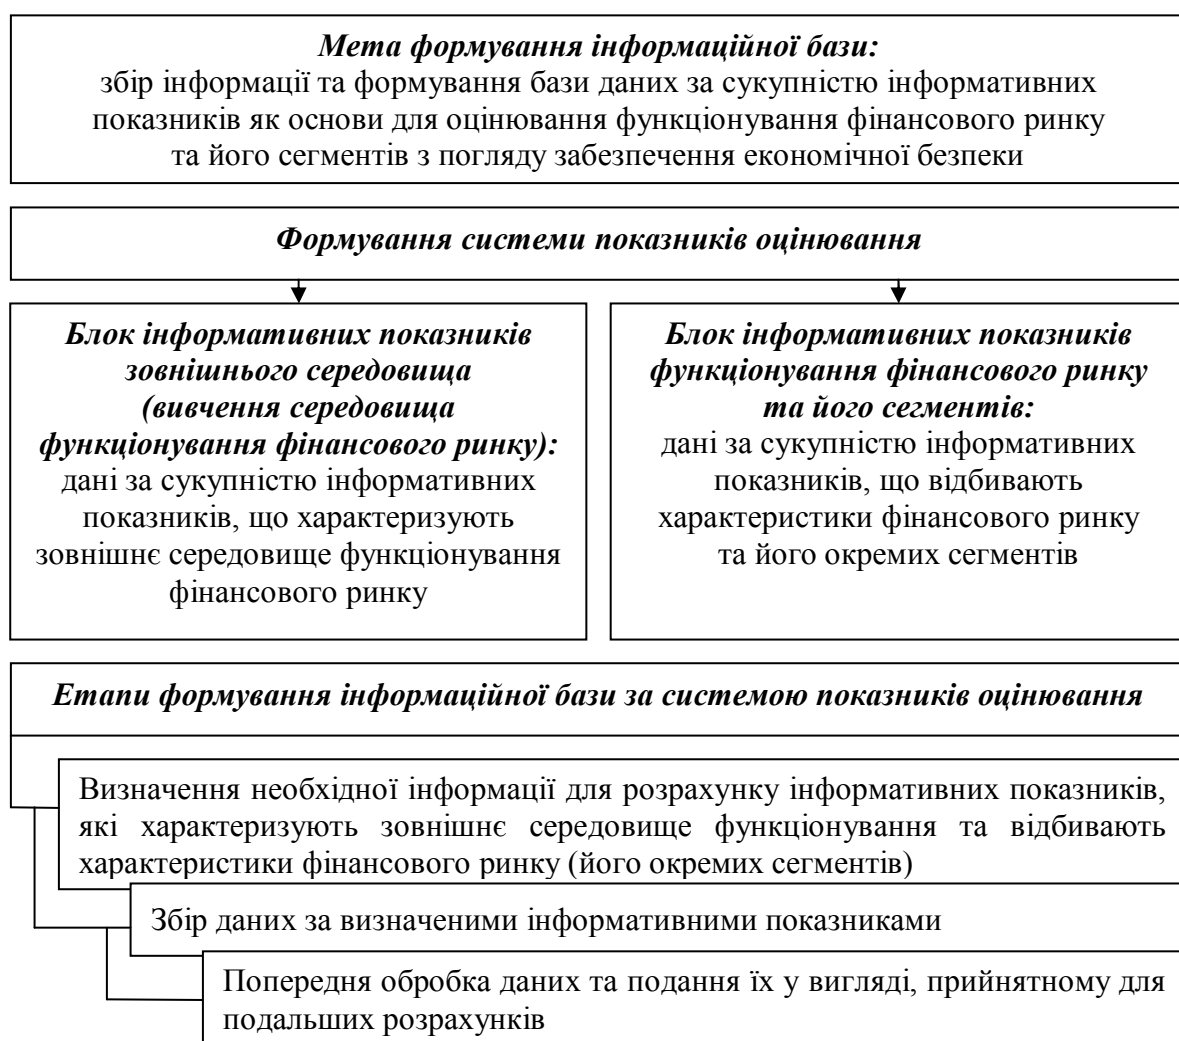 Мета формування інформаційної бази:
збір інформації та формування бази даних за сукупністю інформативних
показників як основи для оцінювання функціонування фінансового ринку
та його сегментів з погляду забезпечення економічної безпеки
Формування системи показників оцінювання
Блок інформативних показників
зовнішнього середовища
(вивчення середовища
функціонування фінансового ринку):
дані за сукупністю інформативних
показників, що характеризують
зовнішнє середовище функціонування
фінансового ринку
Блок інформативних показників
функціонування фінансового ринку
та його сегментів:
дані за сукупністю інформативних
показників, що відбивають
характеристики фінансового ринку
та його окремих сегментів
Етапи формування інформаційної бази за системою показників оцінювання
Визначення необхідної інформації для розрахунку інформативних показників,
які характеризують зовнішнє середовище функціонування та відбивають
характеристики фінансового ринку (його окремих сегментів)
Збір даних за визначеними інформативними показниками
Попередня обробка даних та подання їх у вигляді, прийнятному для
подальших розрахунків